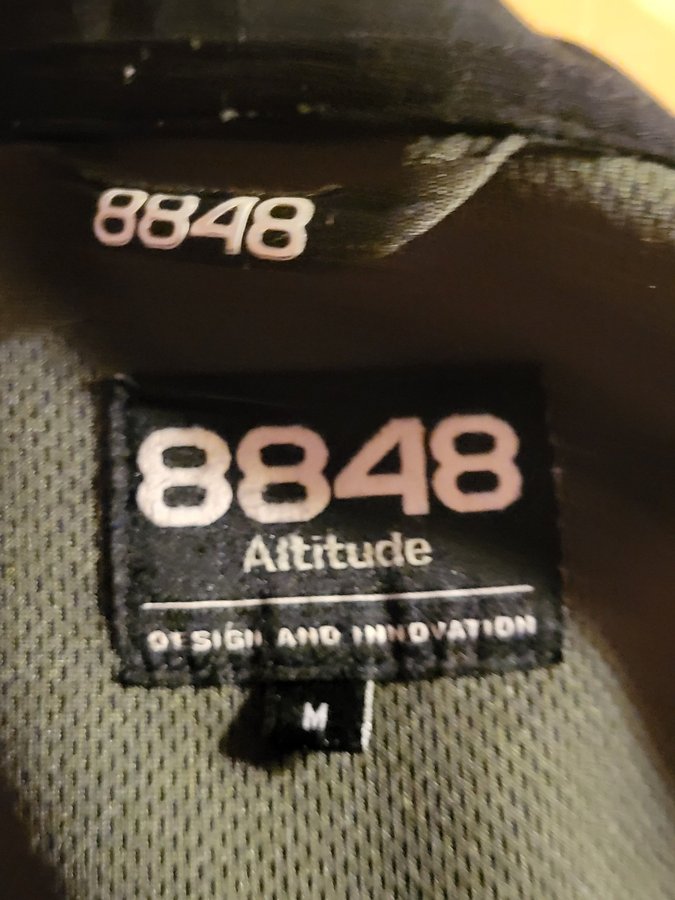 8848
8848
Altitude
DESIGN AND INNOVATION
M